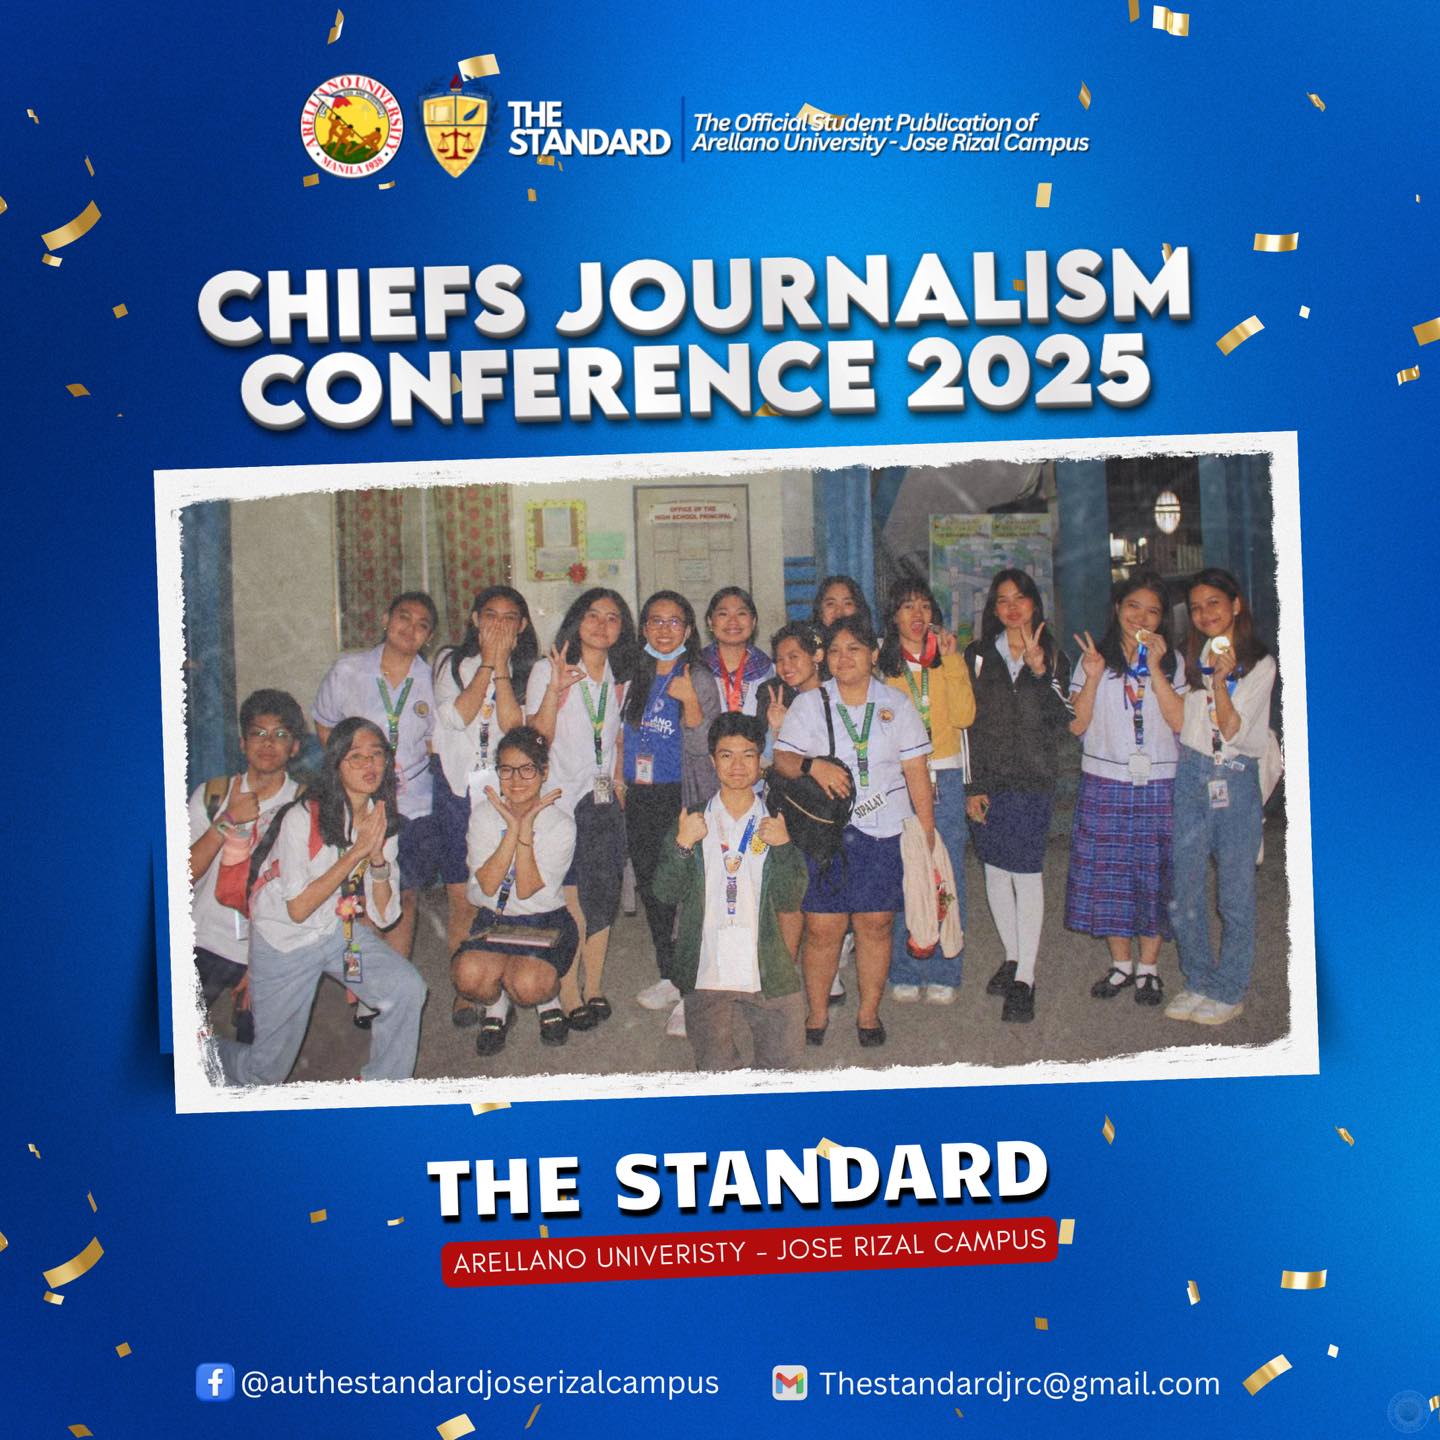 ARELLANO UNIVERSITY
MANILA 1938
THE
STANDARD
The Official Student Publication of
Arellano University - Jose Rizal Campus
CHIEFS JOURNALISM
CONFERENCE 2025
OFFICE OF THE
HIGH SCHOOL PRINCIPAL
SIPALAY
THE STANDARD
ARELLANO UNIVERISTY - JOSE RIZAL CAMPUS
@authestandardjoserizalcampus
Thestandardjrc@gmail.com